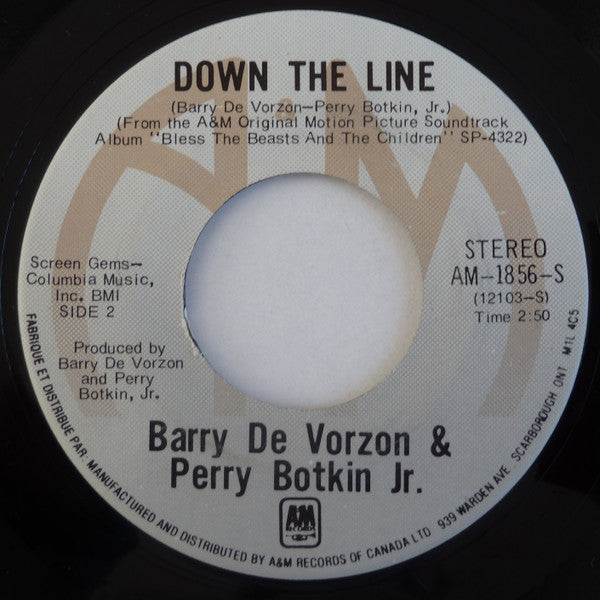 DOWN THE LINE
(Barry De Vorzon—Perry Botkin, Jr.)
(From the A&M Original Motion Picture Soundtrack
Album "Bless The Beasts And The Children" SP-4322)
Screen Gems—
Columbia Music,
Inc. BMI
SIDE 2
Produced by
Barry De Vorzon
and Perry
Botkin, Jr.
STEREO
AM-1856-S
(12103-S)
Time 2:50
Barry De Vorzon &
Perry Botkin Jr.
A&M
RECORDS
FABRIQUE ET DISTRIBUE PAR. MANUFACTURED AND DISTRIBUTED BY A&M RECORDS OF CANADA LTD 939 WARDEN AVE SCARBOROUGH ONT M1L 4C5